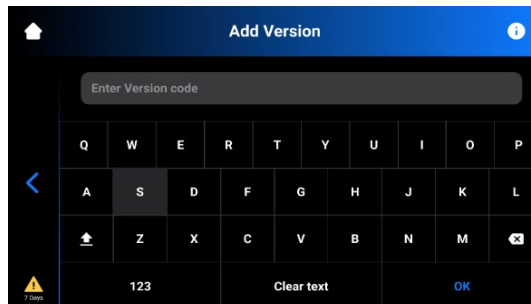 Add Version
i
Enter Version code
Q W E R T Y U I O P
A S D F G H J K L
Z X C V B N M
123 Clear text OK
7 Days